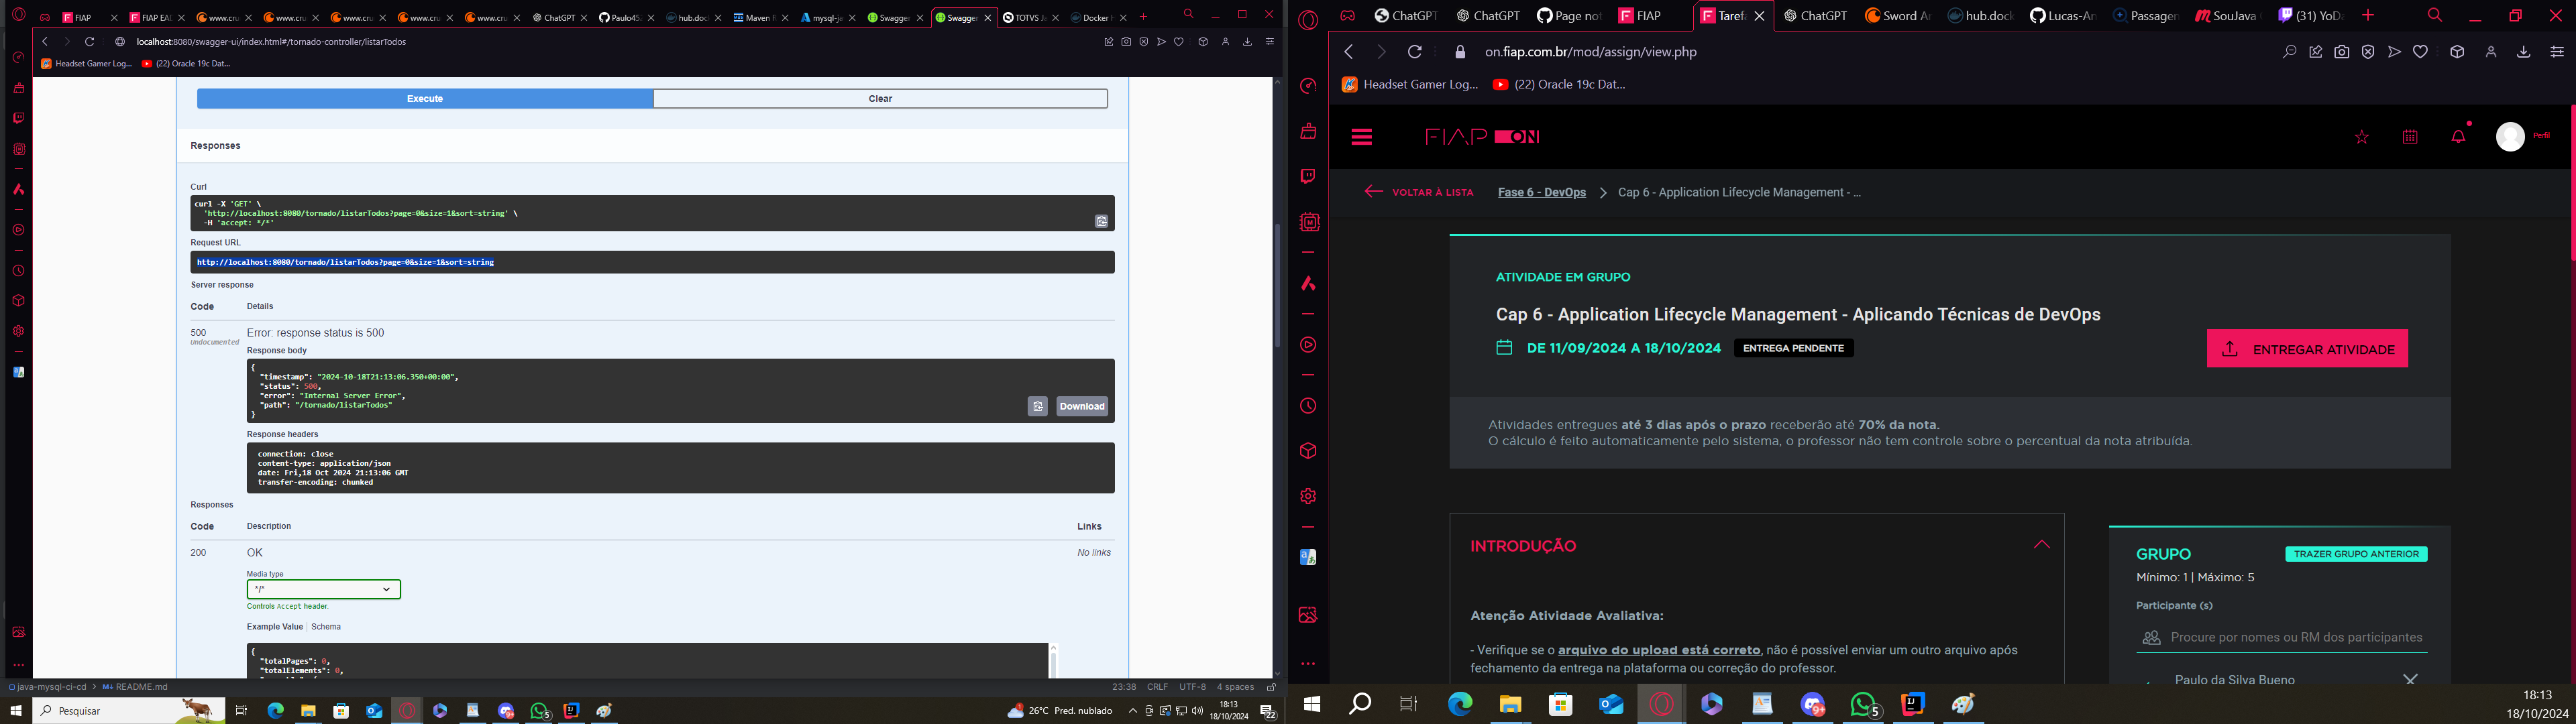 FIAP
FIAP EAD
www.cru
www.cru
www.cru
www.cru
www.cru
ChatGPT
Paulo45
hub.doc
Maven R
mysql-ja
Swagger
Swagger
TOTVS Ja
Docker H
localhost:8080/swagger-ui/index.html#/tornado-controller/listarTodos
Headset Gamer Log...
(22) Oracle 19c Dat...
Execute
Clear
Responses
Curl
curl -X 'GET' \
'http://localhost:8080/tornado/listarTodos?page=0&size=1&sort=string' \
-H 'accept: */*'
Request URL
http://localhost:8080/tornado/listarTodos?page=0&size=1&sort=string
Server response
Code
Details
500
Undocumented
Error: response status is 500
Response body
{
"timestamp": "2024-10-18T21:13:06.350+00:00",
"status": 500,
"error": "Internal Server Error",
"path": "/tornado/listarTodos"
}
Download
Response headers
connection: close
content-type: application/json
date: Fri,18 Oct 2024 21:13:06 GMT
transfer-encoding: chunked
Responses
Code
Description
Links
200
OK
No links
Media type
*/*
Controls Accept header.
Example Value
Schema
{
"totalPages": 0,
"totalElements": 0,
java-mysql-ci-cd
README.md
23:38
CRLF
UTF-8
4 spaces
Pesquisar
26°C Pred. nublado
18:13
18/10/2024
22
ChatGPT
ChatGPT
Page not
FIAP
Tarefa
ChatGPT
Sword Ar
hub.dock
Lucas-An
Passagen
SouJava
(31) YoDa
on.fiap.com.br/mod/assign/view.php
Headset Gamer Log...
(22) Oracle 19c Dat...
FIAP ON
Perfil
VOLTAR À LISTA
Fase 6 - DevOps
Cap 6 - Application Lifecycle Management - ...
ATIVIDADE EM GRUPO
Cap 6 - Application Lifecycle Management - Aplicando Técnicas de DevOps
DE 11/09/2024 A 18/10/2024
ENTREGA PENDENTE
ENTREGAR ATIVIDADE
Atividades entregues até 3 dias após o prazo receberão até 70% da nota.
O cálculo é feito automaticamente pelo sistema, o professor não tem controle sobre o percentual da nota atribuída.
INTRODUÇÃO
Atenção Atividade Avaliativa:
- Verifique se o arquivo do upload está correto, não é possível enviar um outro arquivo após
fechamento da entrega na plataforma ou correção do professor.
GRUPO
TRAZER GRUPO ANTERIOR
Mínimo: 1 | Máximo: 5
Participante (s)
Procure por nomes ou RM dos participantes
Paulo da Silva Bueno
18:13
18/10/2024